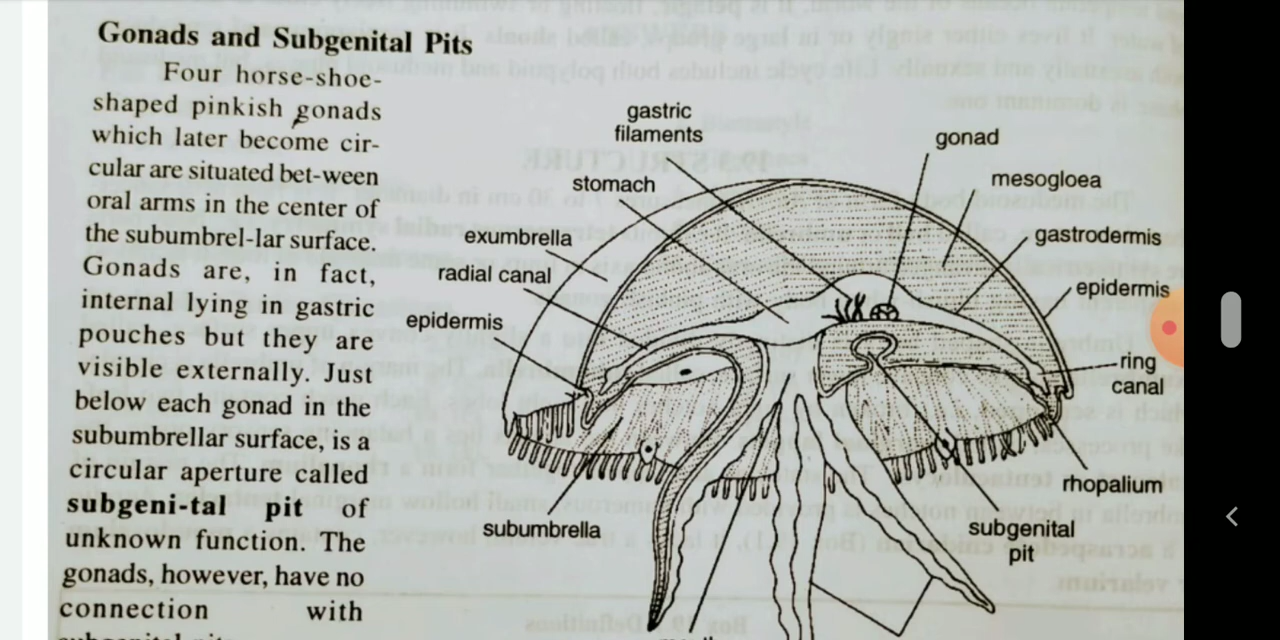 Gonads and Subgenital Pits
Four horse-shoe-
shaped pinkish gonads
which later become cir-
cular are situated bet-ween
oral arms in the center of
the subumbrel-lar surface.
Gonads are, in fact,
internal lying in gastric
pouches but they are
visible externally. Just
below each gonad in the
subumbrellar surface, is a
circular aperture called
subgeni-tal pit of
unknown function. The
gonads, however, have no
connection with
gastric
filaments
gonad
stomach
mesogloea
exumbrella
gastrodermis
radial canal
epidermis
epidermis
ring
canal
rhopalium
subumbrella
subgenital
pit